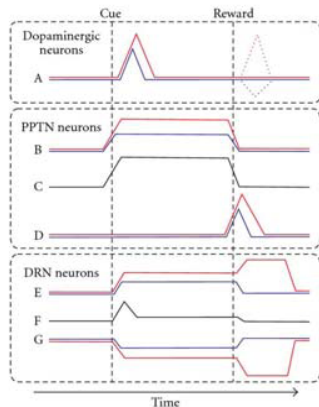 Cue Reward
Dopaminergic
neurons
A
PPTN neurons
B
C
D
DRN neurons
E
F
G
Time